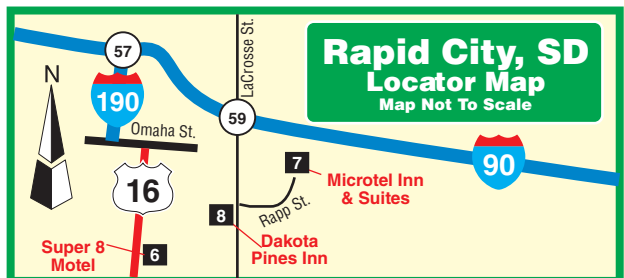 Rapid City, SD
Locator Map
Map Not To Scale
57
LaCrosse St.
N
190
59
Omaha St.
90
7
16
Microtel Inn
& Suites
Rapp St.
8
Dakota
Pines Inn
Super 8
Motel
6